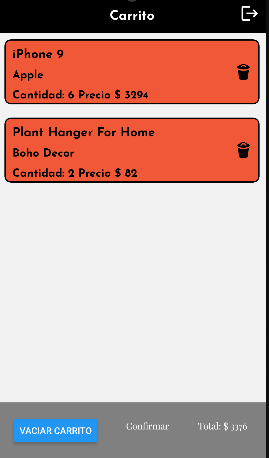 Carrito
iPhone 9
Apple
Cantidad: 6 Precio $ 3294
Plant Hanger For Home
Boho Decor
Cantidad: 2 Precio $ 82
VACIAR CARRITO Confirmar Total: $ 3376